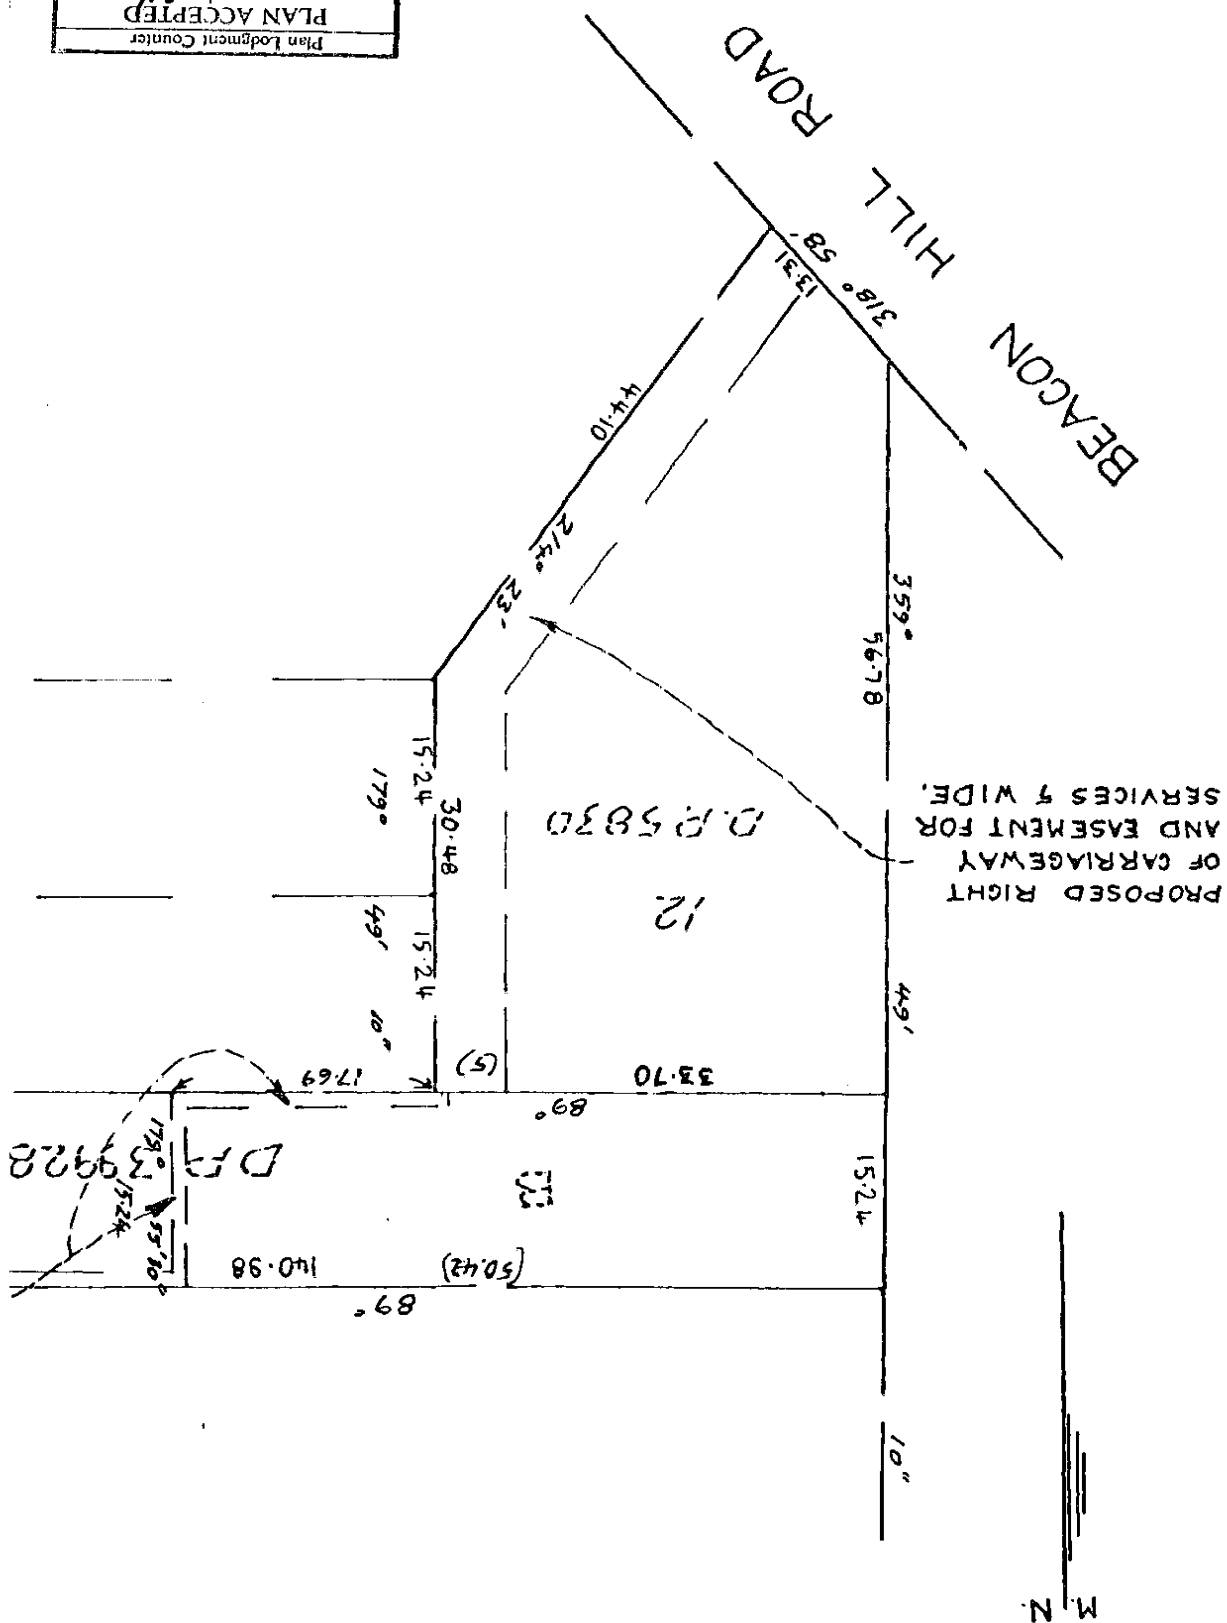 M. N.
10"
89°
(50.42)
140.98
15.24
179°
55' 30"
15.24
DP
33.70
89°
(5)
17.69
12
D.P. 5830
PROPOSED RIGHT
OF CARRIAGEWAY
AND EASEMENT FOR
SERVICES 5 WIDE.
49'
56.78
359°
15.24
15.24
30.48
179°
49'
10"
214°
23'
44.10
318°
58'
13.31
BEACON HILL ROAD
Plan Lodgment Counter
PLAN ACCEPTED